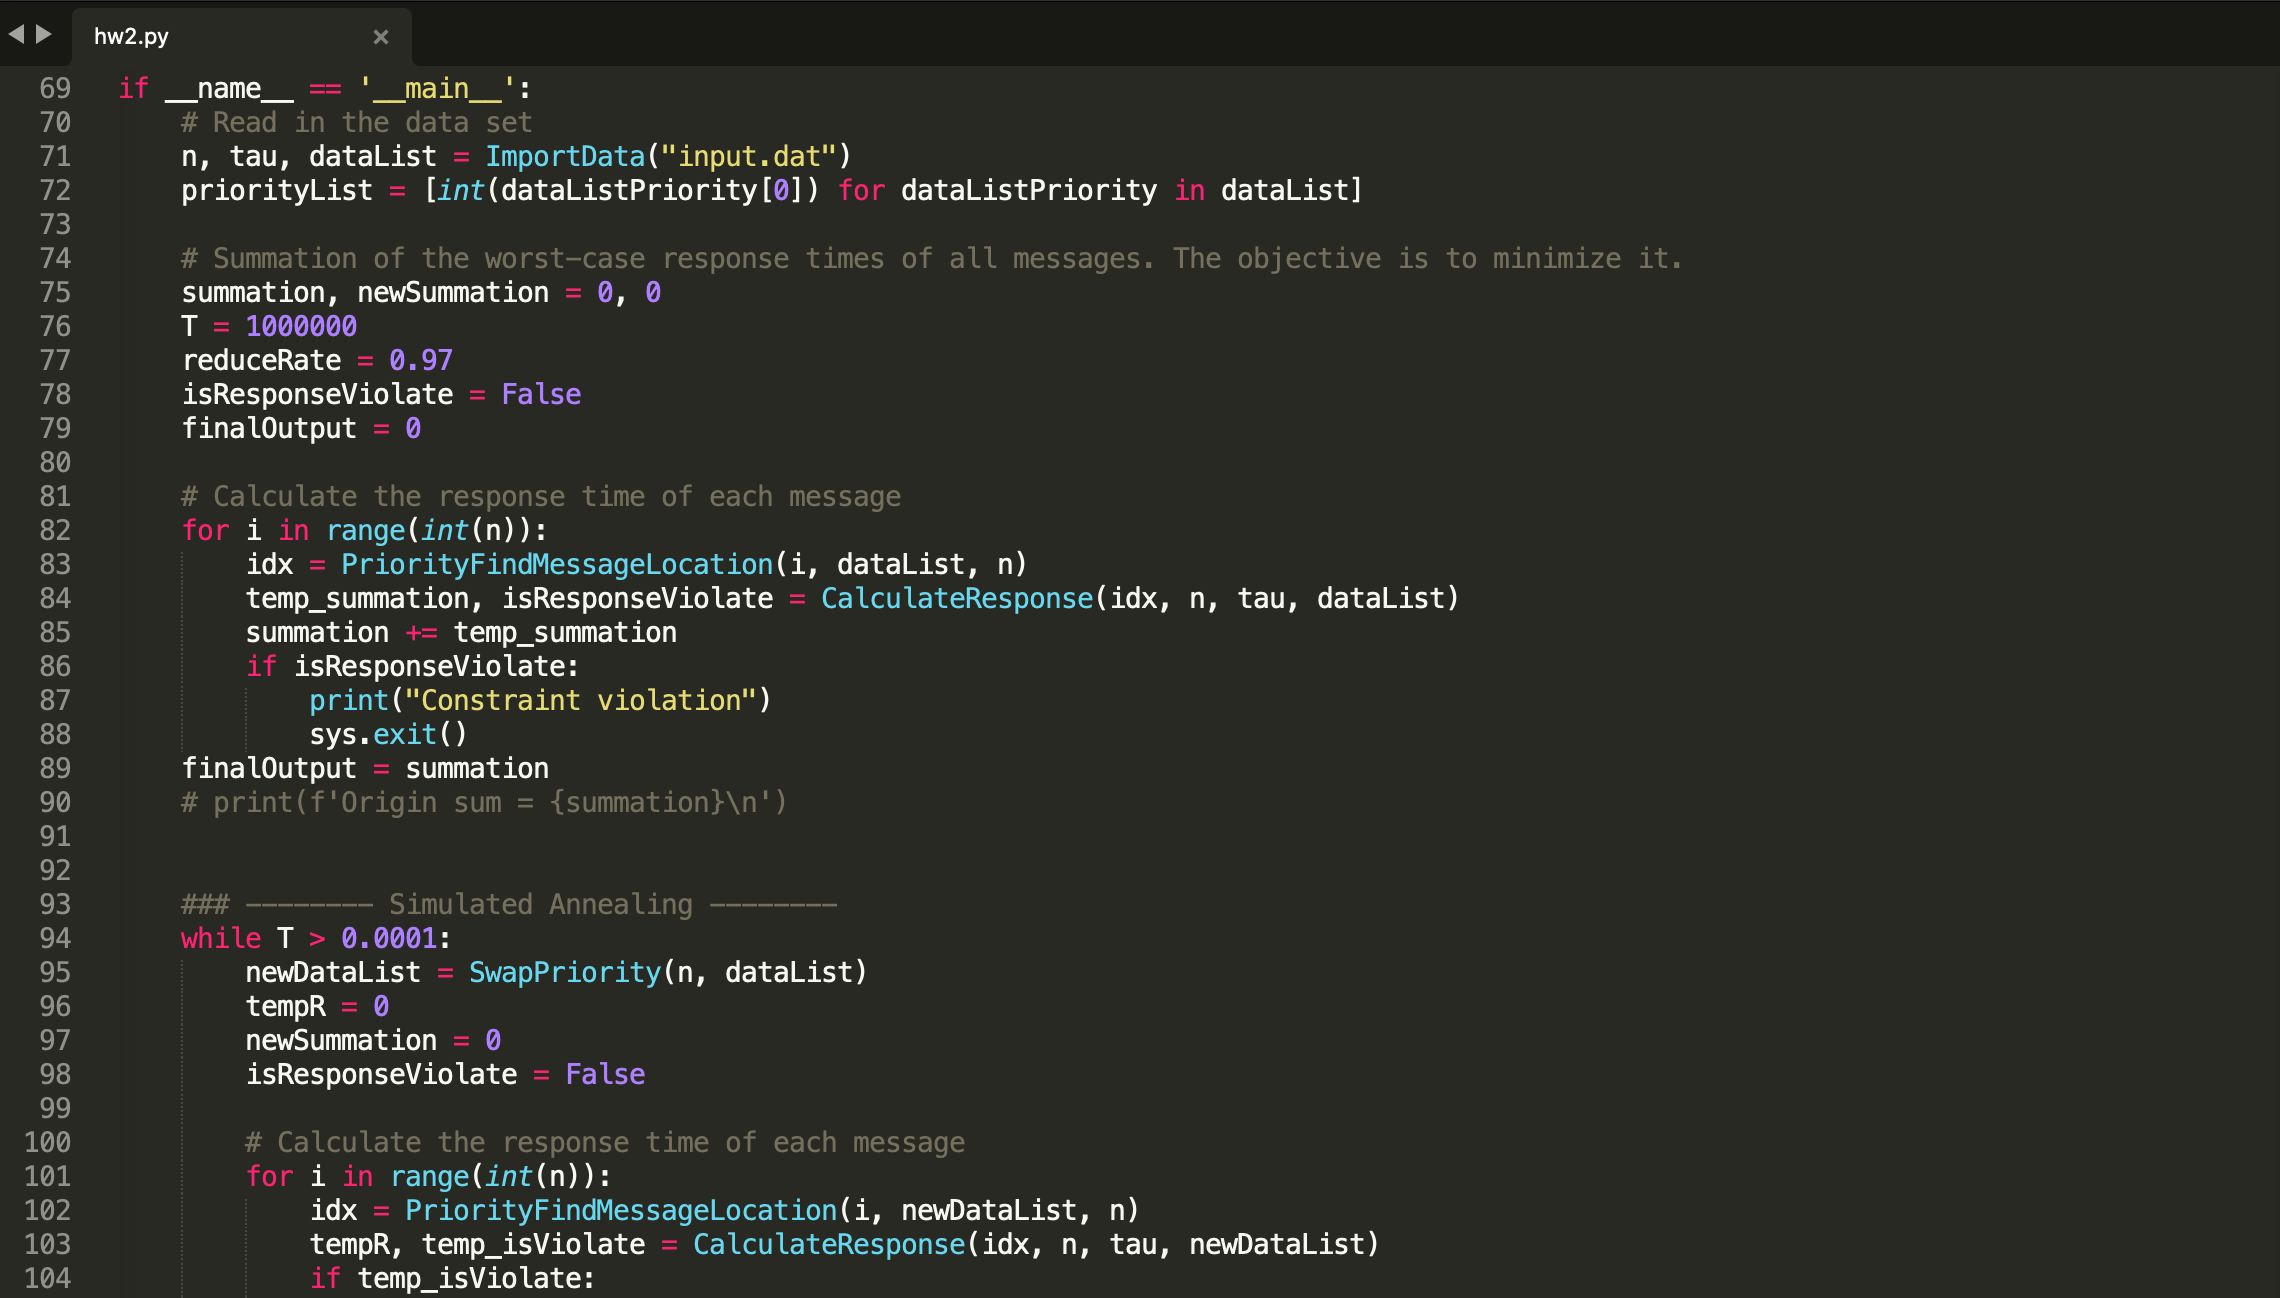 hw2.py
69 if __name__ == '__main__':
70 # Read in the data set
71 n, tau, dataList = ImportData("input.dat")
72 priorityList = [int(dataListPriority[0]) for dataListPriority in dataList]
73
74 # Summation of the worst-case response times of all messages. The objective is to minimize it.
75 summation, newSummation = 0, 0
76 T = 1000000
77 reduceRate = 0.97
78 isResponseViolate = False
79 finalOutput = 0
80
81 # Calculate the response time of each message
82 for i in range(int(n)):
83 idx = PriorityFindMessageLocation(i, dataList, n)
84 temp_summation, isResponseViolate = CalculateResponse(idx, n, tau, dataList)
85 summation += temp_summation
86 if isResponseViolate:
87 print("Constraint violation")
88 sys.exit()
89 finalOutput = summation
90 # print(f'Origin sum = {summation}\n')
91
92
93 ### -------- Simulated Annealing --------
94 while T > 0.0001:
95 newDataList = SwapPriority(n, dataList)
96 tempR = 0
97 newSummation = 0
98 isResponseViolate = False
99
100 # Calculate the response time of each message
101 for i in range(int(n)):
102 idx = PriorityFindMessageLocation(i, newDataList, n)
103 tempR, temp_isViolate = CalculateResponse(idx, n, tau, newDataList)
104 if temp_isViolate: